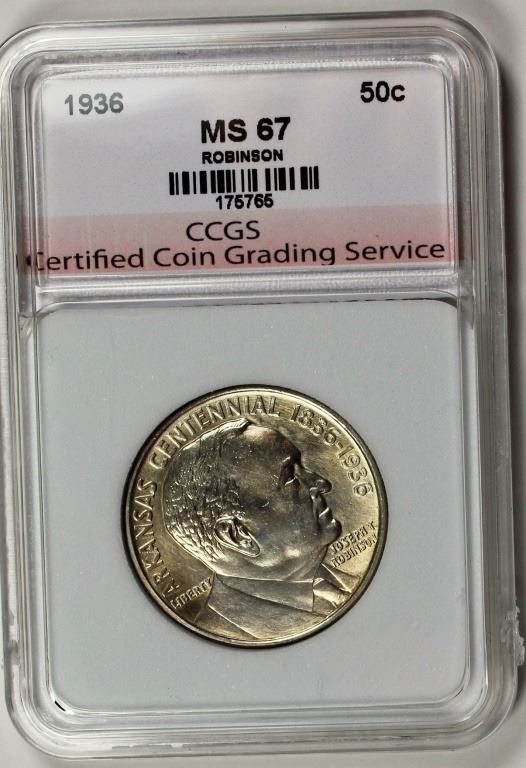 1936 50c
MS 67
ROBINSON
175765
CCGS
Certified Coin Grading Service
ARKANSAS CENTENNIAL 1836-1936
LIBERTY
JOSEPH T.
ROBINSON